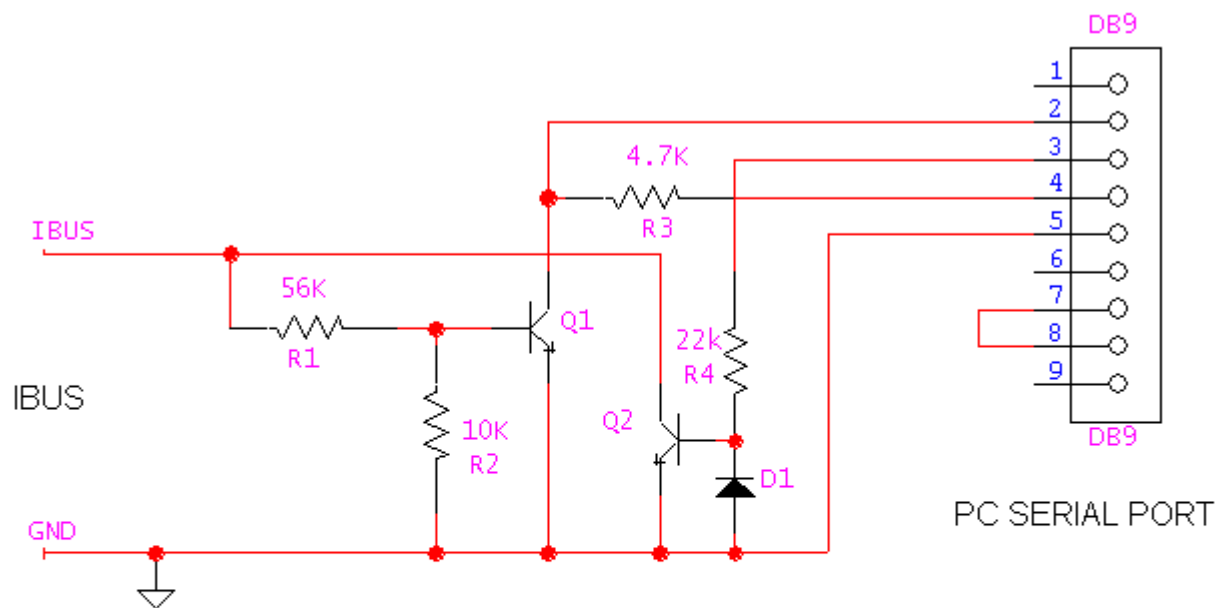 DB9
1
2
3
4.7K
4
R3
5
IBUS
6
56K
7
Q1
22k
8
R1
R4
9
IBUS
Q2
10K
DB9
R2
D1
PC SERIAL PORT
GND